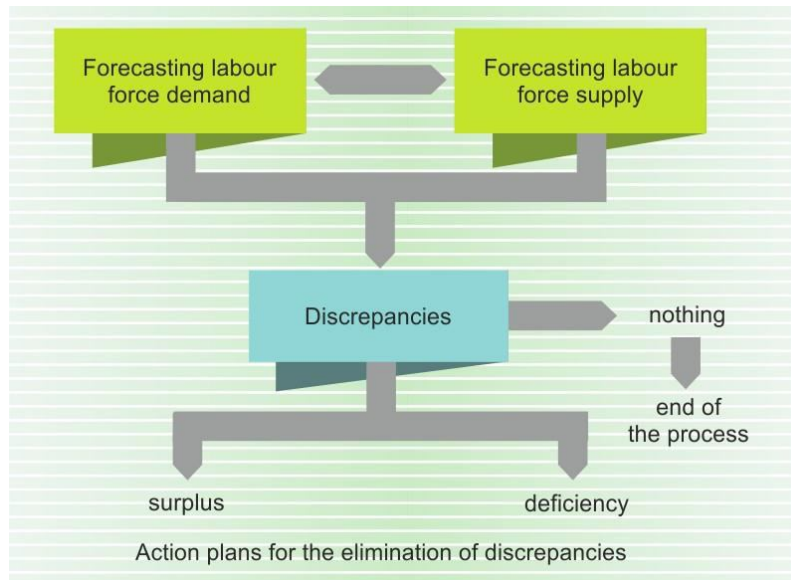 Forecasting labour
force demand
Forecasting labour
force supply
Discrepancies
nothing
end of
the process
surplus
deficiency
Action plans for the elimination of discrepancies